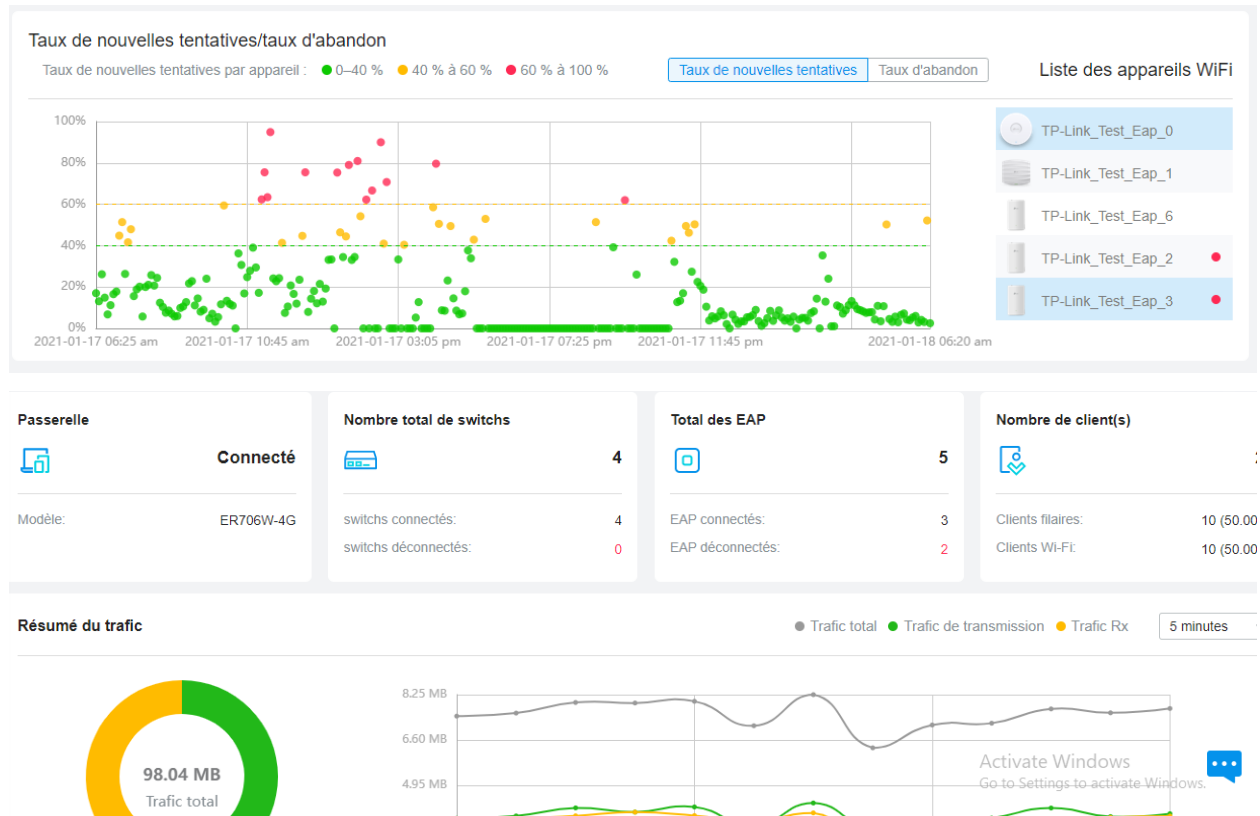 Taux de nouvelles tentatives/taux d'abandon
Taux de nouvelles tentatives par appareil : 0–40 % 40 % à 60 % 60 % à 100 % Taux de nouvelles tentatives Taux d'abandon Liste des appareils WiFi
100%
80%
60%
40%
20%
0%
2021-01-17 0625 am 2021-01-17 10:45 am 2021-01-17 03:05 pm 2021-01-17 07:25 pm 2021-01-17 11:45 pm 2021-01-18 06:20 am
TP-Link_Test_Eap_0
TP-Link_Test_Eap_1
TP-Link_Test_Eap_6
TP-Link_Test_Eap_2
TP-Link_Test_Eap_3
Passerelle
Connecté
Modèle: ER706W-4G
Nombre total de switchs
4
switchs connectés: 4
switchs déconnectés: 0
Total des EAP
5
EAP connectés: 3
EAP déconnectés: 2
Nombre de client(s)
Clients filaires: 10 (50.00
Clients Wi-Fi: 10 (50.00
Résumé du trafic Trafic total Trafic de transmission Trafic Rx 5 minutes
98.04 MB
Trafic total
8.25 MB
6.60 MB
4.95 MB
Activate Windows
Go to Settings to activate Windows.